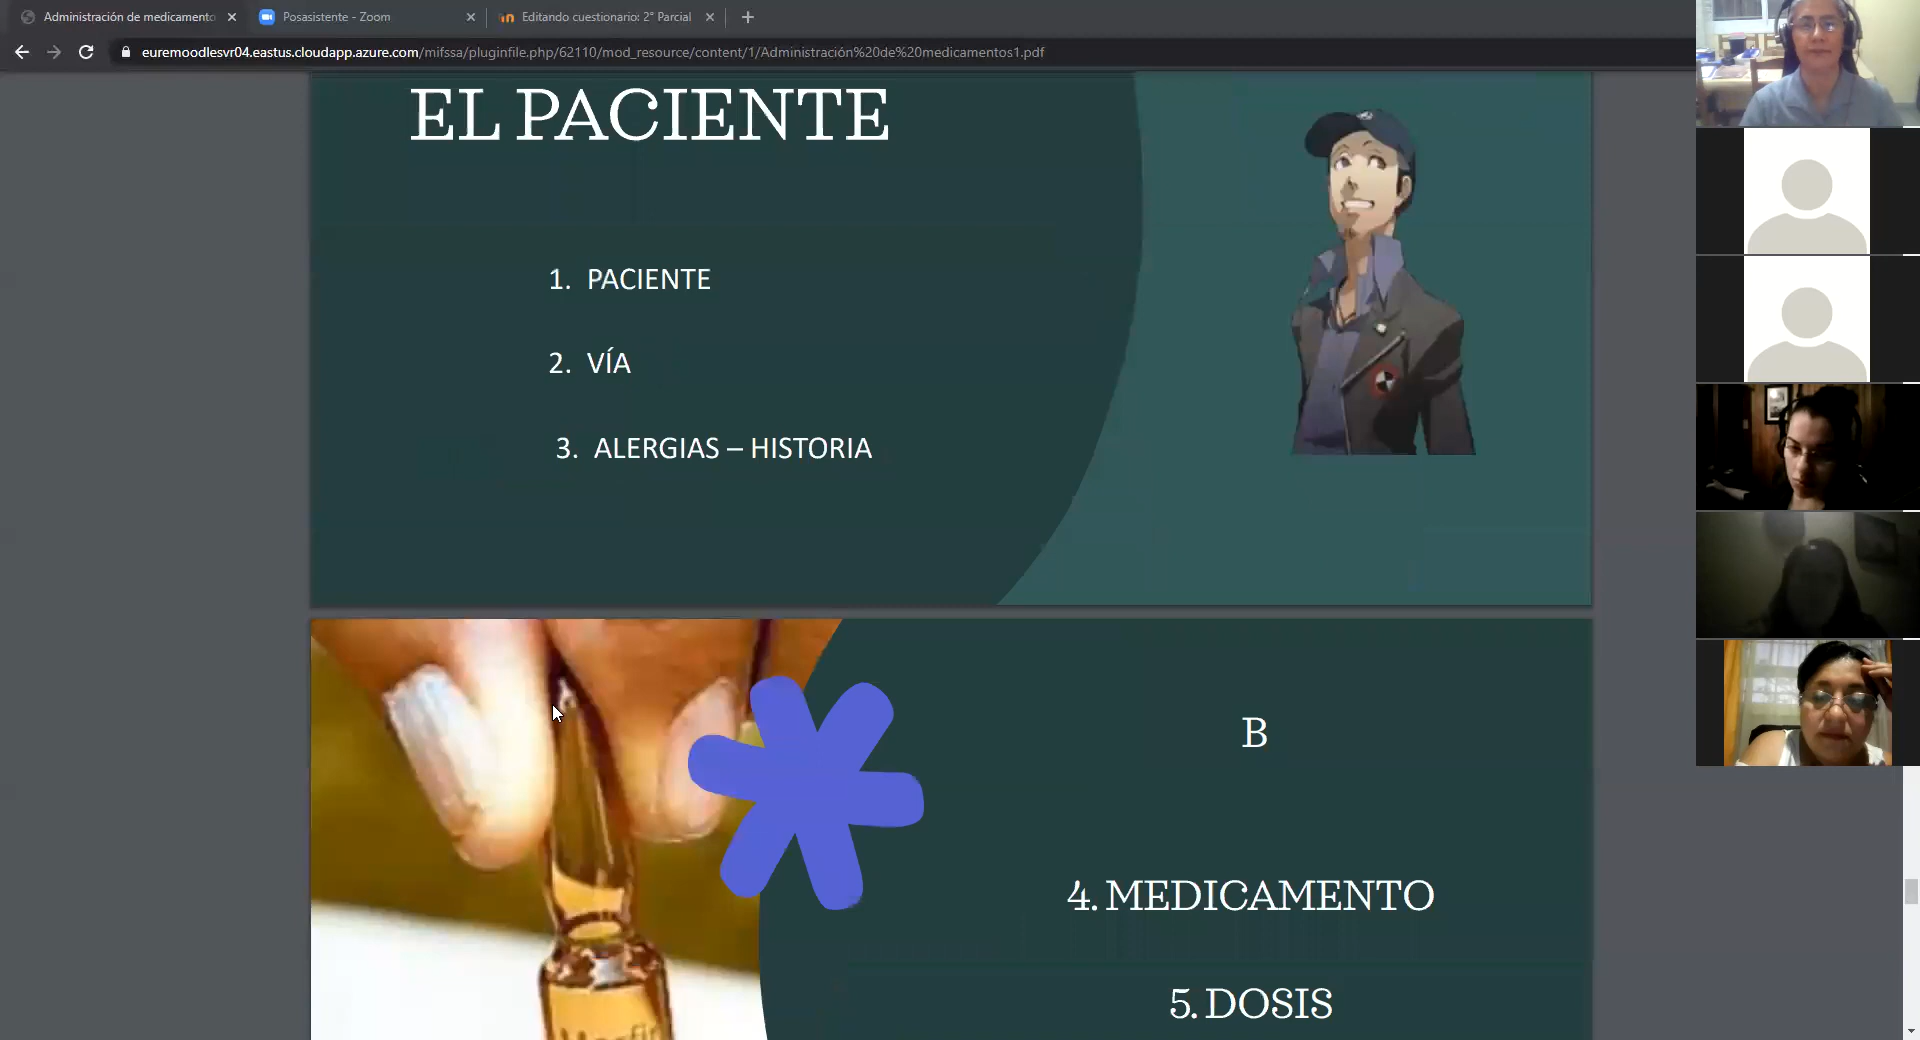 Administración de medicamento
Posasistente - Zoom
Editando cuestionario: 2° Parcial
euremoodlesvr04.eastus.cloudapp.azure.com/mifssa/pluginfile.php/62110/mod_resource/content/1/Administración%20de%20medicamentos1.pdf
EL PACIENTE
1. PACIENTE
2. VÍA
3. ALERGIAS – HISTORIA
B
4. MEDICAMENTO
5. DOSIS